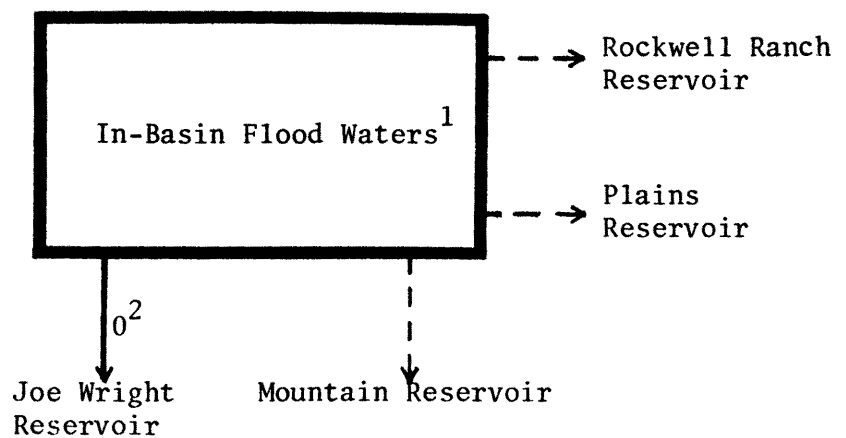 Rockwell Ranch
Reservoir
In-Basin Flood Waters¹
Plains
Reservoir
0²
Joe Wright
Reservoir
Mountain Reservoir